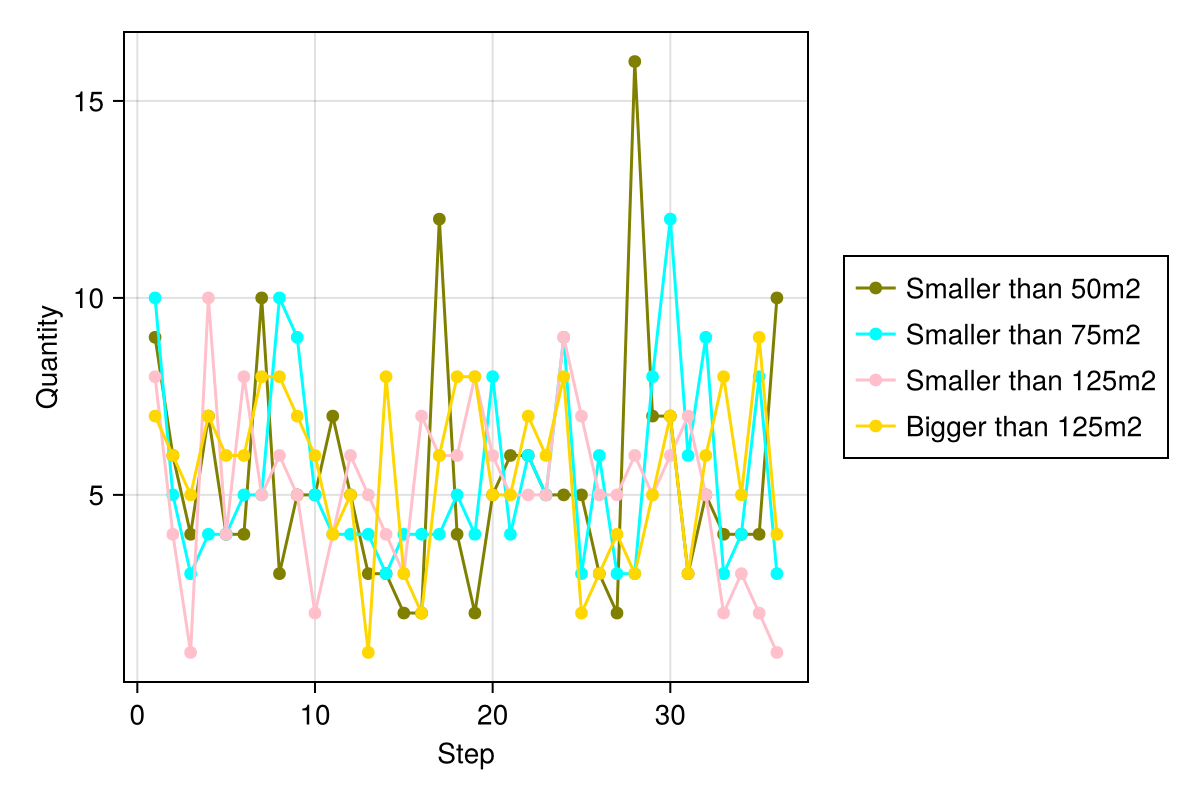 15
10
5
Quantity
0 10 20 30
Step
Smaller than 50m2
Smaller than 75m2
Smaller than 125m2
Bigger than 125m2